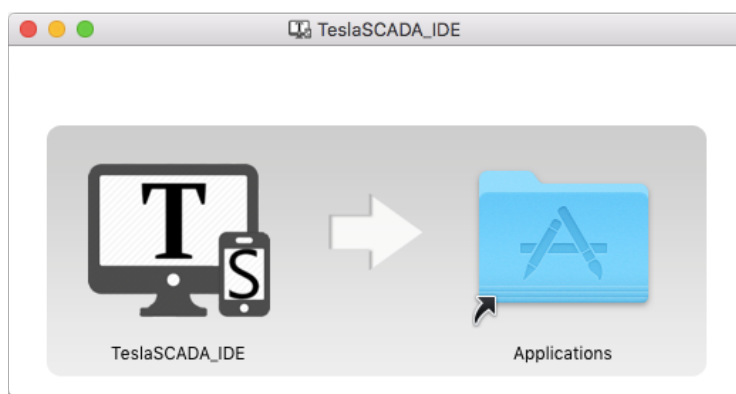 TeslaSCADA_IDE
T
S
TeslaSCADA_IDE
Applications